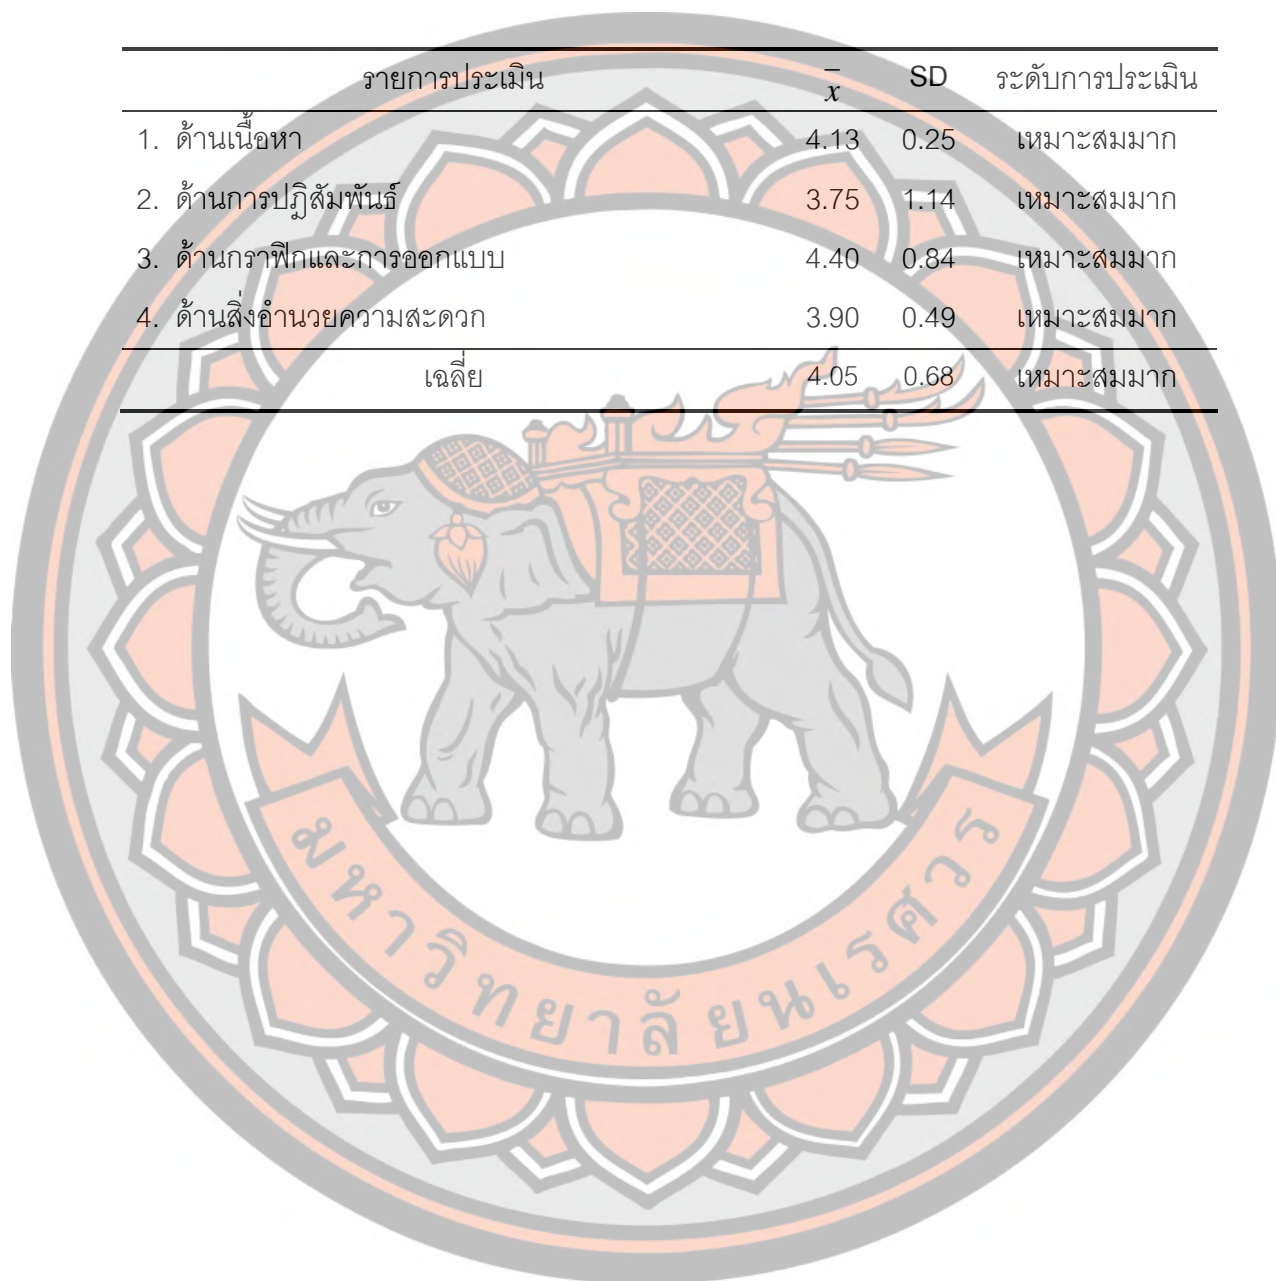 รายการประเมิน x̄ SD ระดับการประเมิน
1. ด้านเนื้อหา 4.13 0.25 เหมาะสมมาก
2. ด้านการปฏิสัมพันธ์ 3.75 1.14 เหมาะสมมาก
3. ด้านกราฟิกและการออกแบบ 4.40 0.84 เหมาะสมมาก
4. ด้านสิ่งอำนวยความสะดวก 3.90 0.49 เหมาะสมมาก
เฉลี่ย 4.05 0.68 เหมาะสมมาก
มหาวิทยาลัยนเรศวร